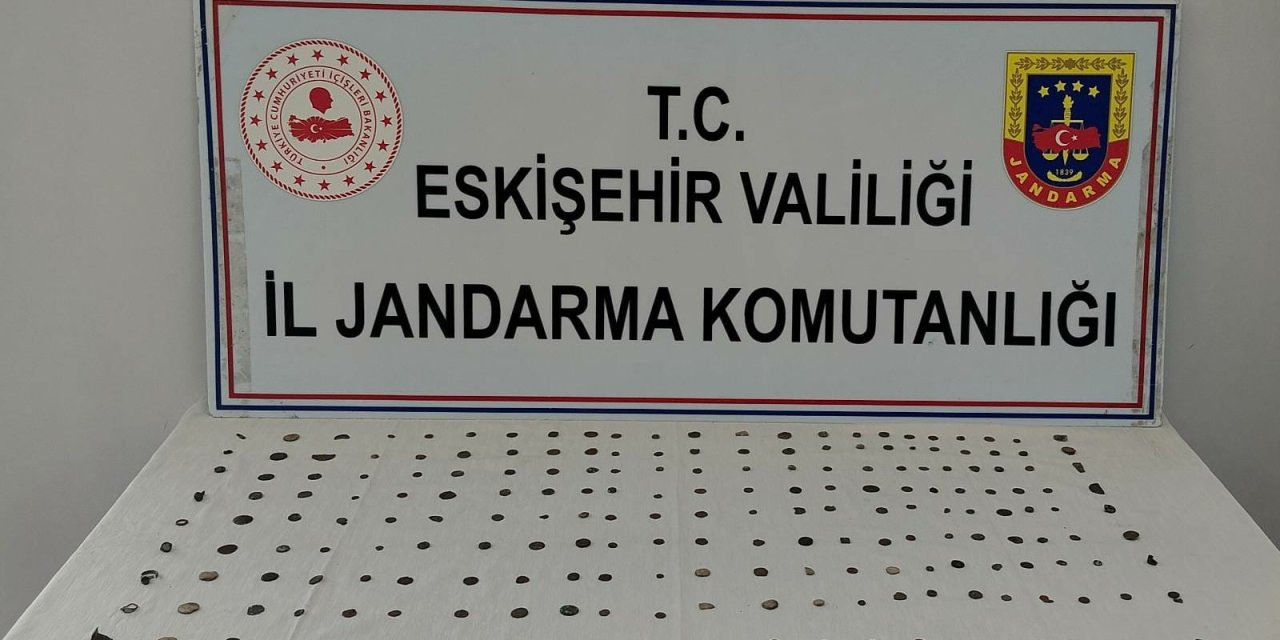 TÜRKİYE CUMHURİYETİ İÇİŞLERİ BAKANLIĞI
T.C.
ESKİŞEHİR VALİLİĞİ
İL JANDARMA KOMUTANLIĞI
1839
JANDARMA